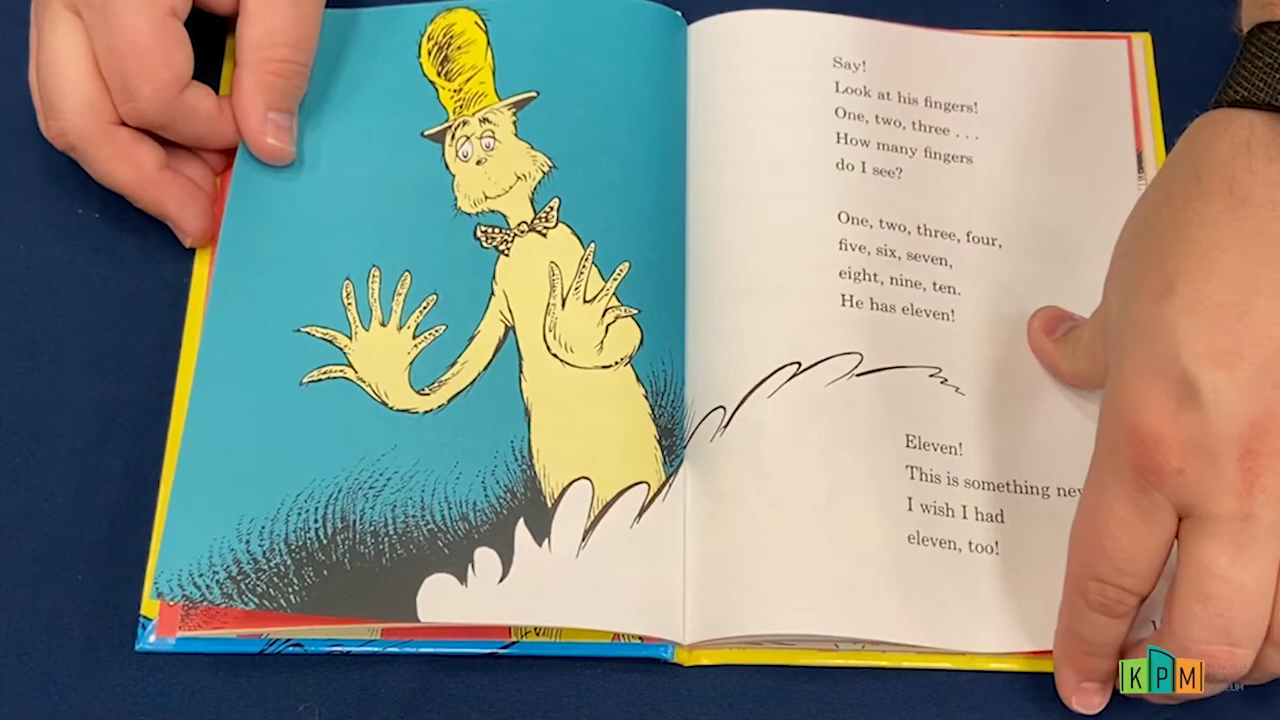 Say!
Look at his fingers!
One, two, three . . .
How many fingers
do I see?
One, two, three, four,
five, six, seven,
eight, nine, ten.
He has eleven!
Eleven!
This is something
I wish I had
eleven, too!
KPM